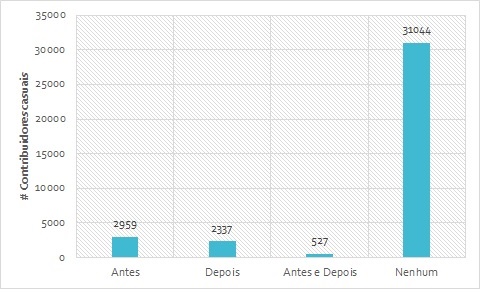 35000
30000
25000
20000
15000
10000
5000
0
# Contribuidores casuais
2959
2337
527
31044
Antes
Depois
Antes e Depois
Nenhum